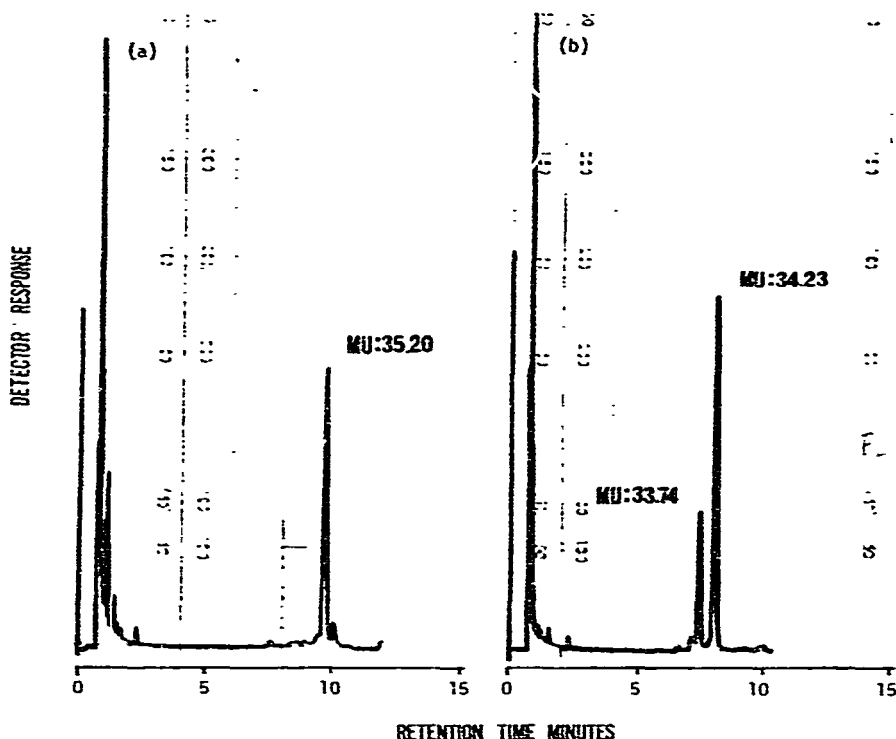 (a)
(b)
DETECTOR RESPONSE
MU:35.20
MU:34.23
MU:33.74
0 5 10 15
0 5 10 15
RETENTION TIME MINUTES